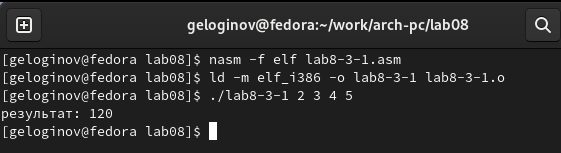 geloginov@fedora:~/work/arch-pc/lab08
[geloginov@fedora lab08]$ nasm -f elf lab8-3-1.asm
[geloginov@fedora lab08]$ ld -m elf_i386 -o lab8-3-1 lab8-3-1.o
[geloginov@fedora lab08]$ ./lab8-3-1 2 3 4 5
результат: 120
[geloginov@fedora lab08]$